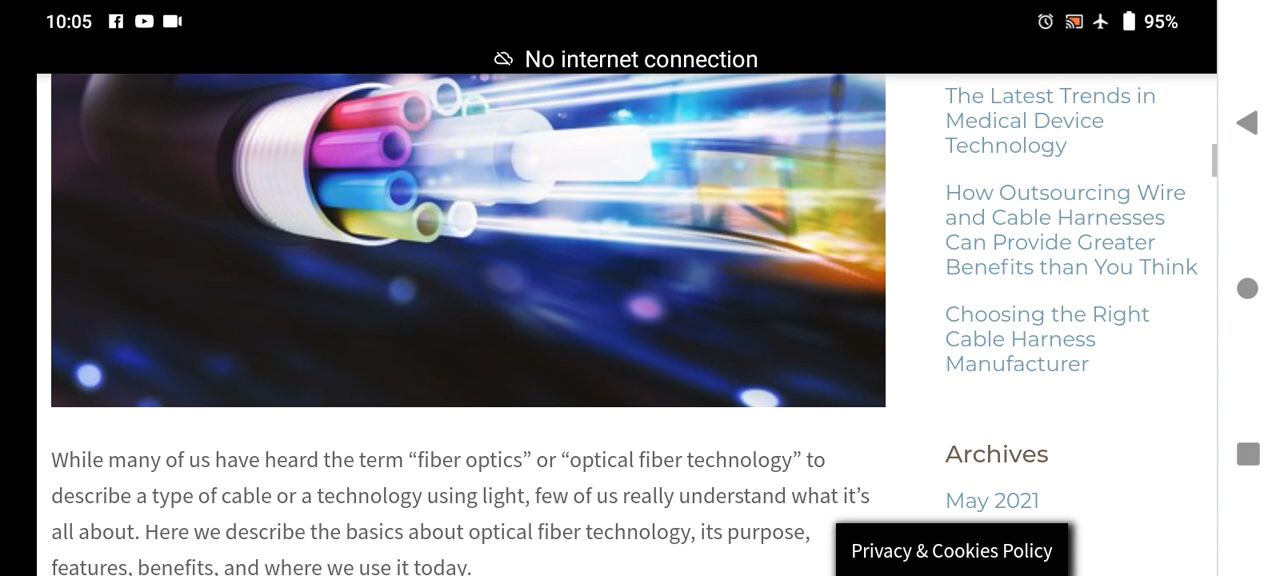 10:05
95%
No internet connection
The Latest Trends in
Medical Device
Technology
How Outsourcing Wire
and Cable Harnesses
Can Provide Greater
Benefits than You Think
Choosing the Right
Cable Harness
Manufacturer
Archives
May 2021
While many of us have heard the term “fiber optics” or “optical fiber technology” to
describe a type of cable or a technology using light, few of us really understand what it’s
all about. Here we describe the basics about optical fiber technology, its purpose,
features, benefits, and where we use it today.
Privacy & Cookies Policy